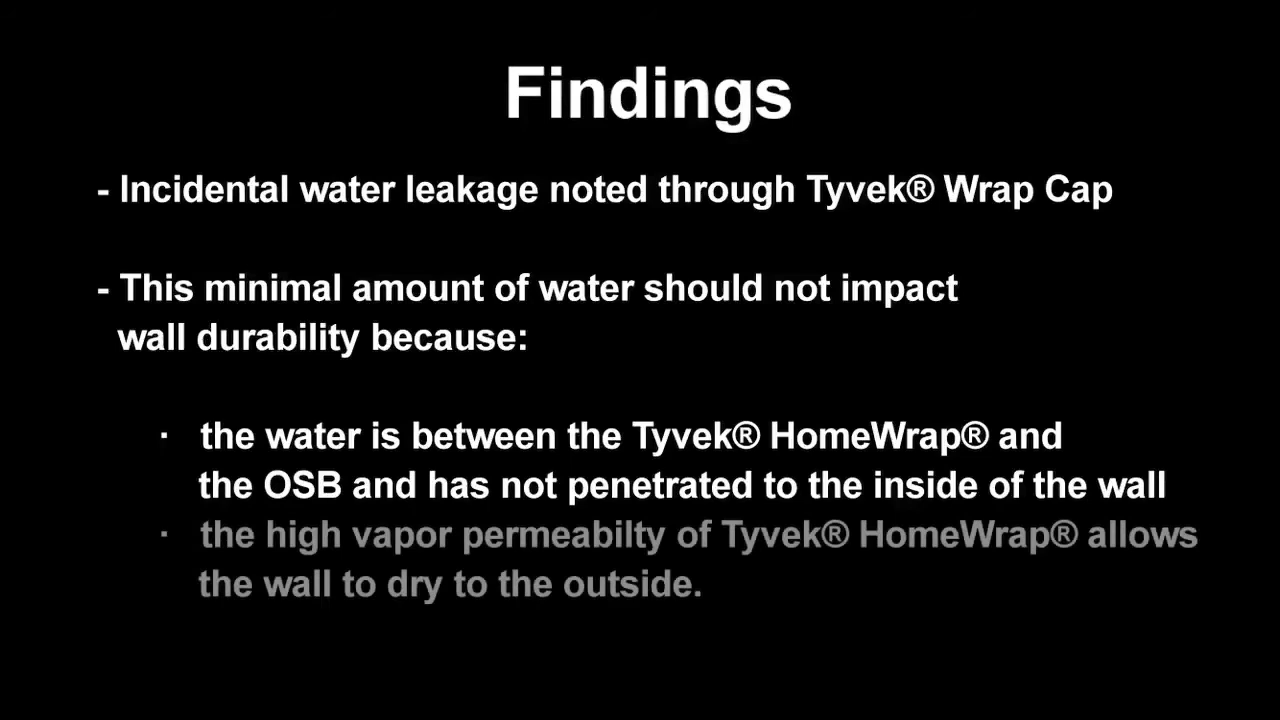 Findings
- Incidental water leakage noted through Tyvek® Wrap Cap
- This minimal amount of water should not impact
wall durability because:
· the water is between the Tyvek® HomeWrap® and
the OSB and has not penetrated to the inside of the wall
· the high vapor permeabilty of Tyvek® HomeWrap® allows
the wall to dry to the outside.